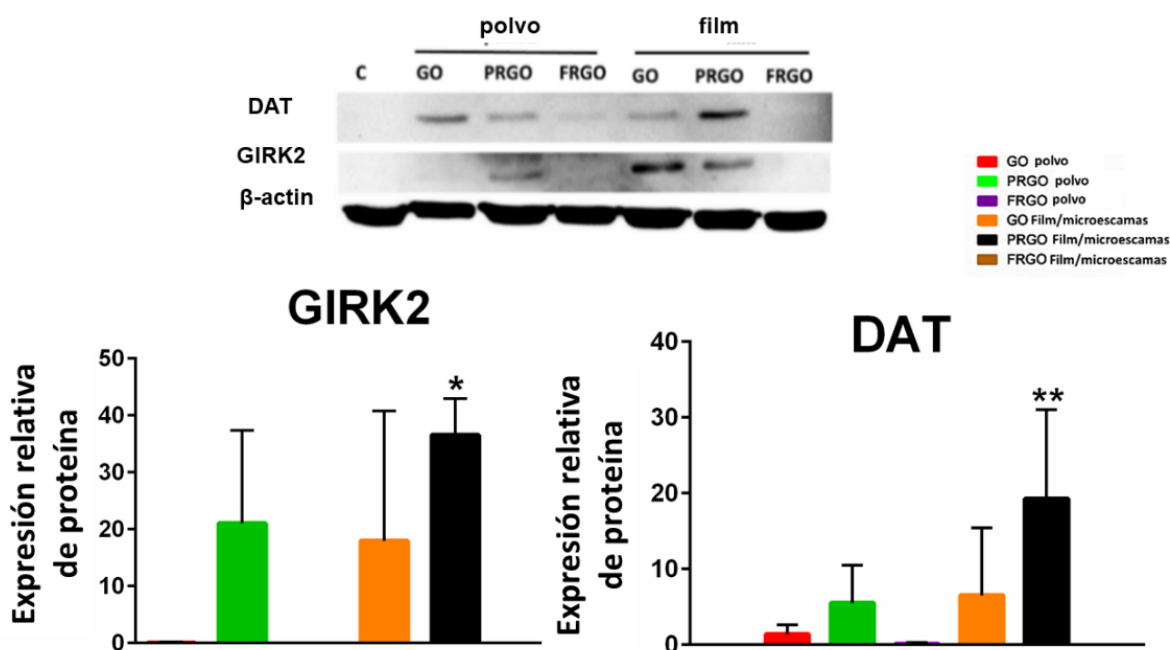 polvo film
C GO PRGO FRGO GO PRGO FRGO
DAT
GIRK2
β-actin
GO polvo
PRGO polvo
FRGO polvo
GO Film/microescamas
PRGO Film/microescamas
FRGO Film/microescamas
GIRK2
Expresión relativa
de proteína
50
40
30
20
10
0
*
DAT
Expresión relativa
de proteína
40
30
20
10
0
**